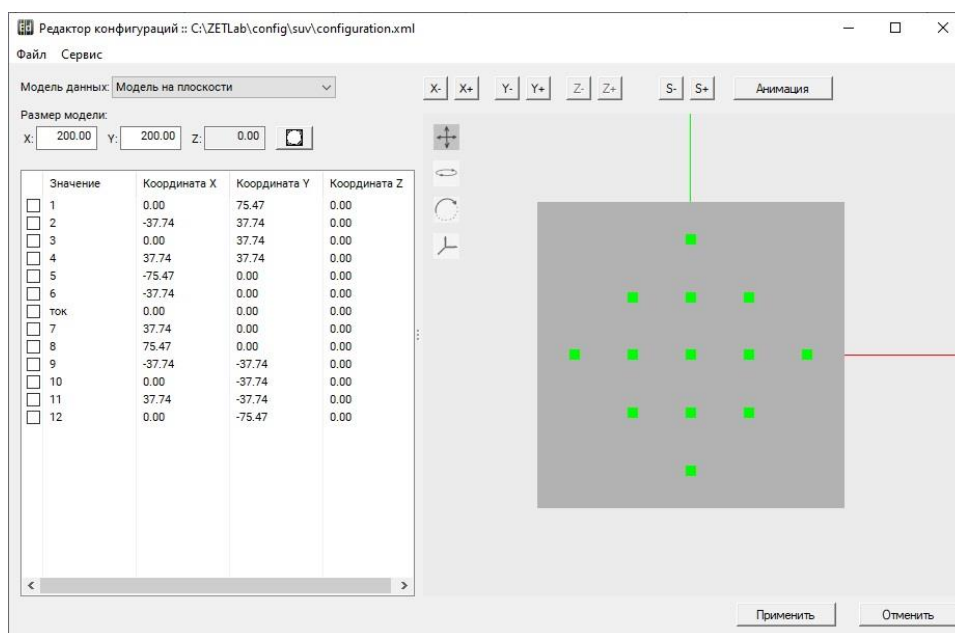 Редактор конфигураций :: C:\ZETLab\config\suv\configuration.xml
Файл Сервис
Модель данных: Модель на плоскости
X- X+ Y- Y+ Z- Z+ S- S+ Анимация
Размер модели:
X: 200.00 Y: 200.00 Z: 0.00
Значение Координата X Координата Y Координата Z
1 0.00 75.47 0.00
2 -37.74 37.74 0.00
3 0.00 37.74 0.00
4 37.74 37.74 0.00
5 -75.47 0.00 0.00
6 -37.74 0.00 0.00
ток 0.00 0.00 0.00
7 37.74 0.00 0.00
8 75.47 0.00 0.00
9 -37.74 -37.74 0.00
10 0.00 -37.74 0.00
11 37.74 -37.74 0.00
12 0.00 -75.47 0.00
Применить Отменить